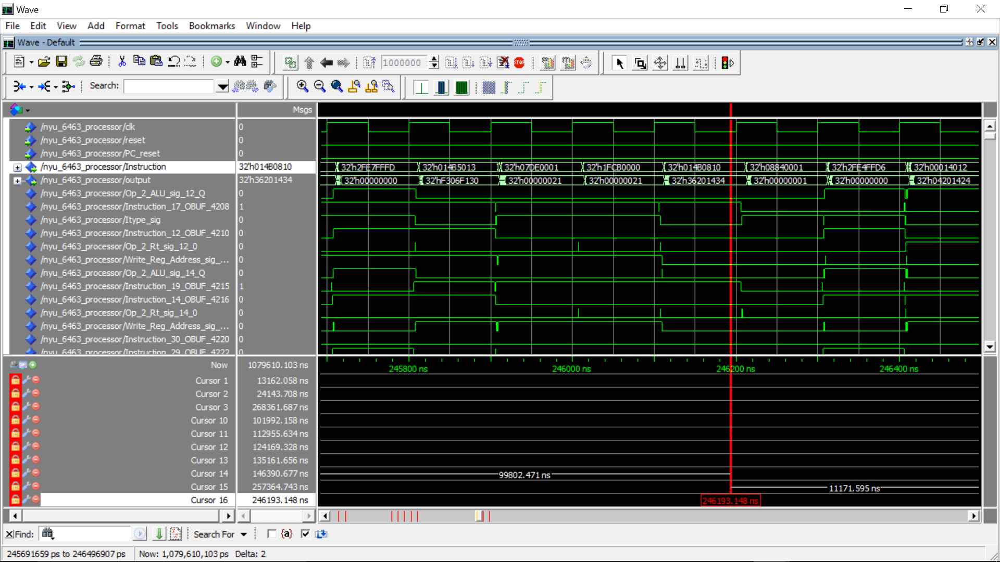 Wave
File Edit View Add Format Tools Bookmarks Window Help
Wave - Default
1000000
STOP
Search:
Msgs
/nyu_6463_processor/clk 0
/nyu_6463_processor/reset 0
/nyu_6463_processor/PC_reset 0
/nyu_6463_processor/Instruction 32'h014B0810 32'h2FE7FFFD 32'h014B5013 32'h07DE0001 32'h1FCB0000 32'h014B0810 32'h08840001 32'h2FE4FFD6 32'h00014012
/nyu_6463_processor/output 32'h36201434 32'h00000000 32'hF306F130 32'h00000021 32'h00000021 32'h36201434 32'h00000001 32'h00000000 32'h04201424
/nyu_6463_processor/Op_2_ALU_sig_12_Q 0
/nyu_6463_processor/Instruction_17_OBUF_4208 1
/nyu_6463_processor/Itype_sig 0
/nyu_6463_processor/Instruction_12_OBUF_4210 0
/nyu_6463_processor/Op_2_Rt_sig_12_0 0
/nyu_6463_processor/Write_Reg_Address_sig_... 0
/nyu_6463_processor/Op_2_ALU_sig_14_Q 0
/nyu_6463_processor/Instruction_19_OBUF_4215 1
/nyu_6463_processor/Instruction_14_OBUF_4216 0
/nyu_6463_processor/Op_2_Rt_sig_14_0 0
/nyu_6463_processor/Write_Reg_Address_sig_... 0
/nyu_6463_processor/Instruction_30_OBUF_4220 0
/nyu_6463_processor/Instruction_29_OBUF_4222 0
Now 1079610.103 ns 245800 ns 246000 ns 246200 ns 246400 ns
Cursor 1 13162.058 ns
Cursor 2 24143.708 ns
Cursor 3 268361.687 ns
Cursor 10 101992.158 ns
Cursor 11 112955.634 ns
Cursor 12 124169.328 ns
Cursor 13 135161.656 ns
Cursor 14 146390.677 ns 99802.471 ns
Cursor 15 257364.743 ns 11171.595 ns
Cursor 16 246193.148 ns 246193.148 ns
Find: Search For {a}
245691659 ps to 246496907 ps Now: 1,079,610,103 ps Delta: 2